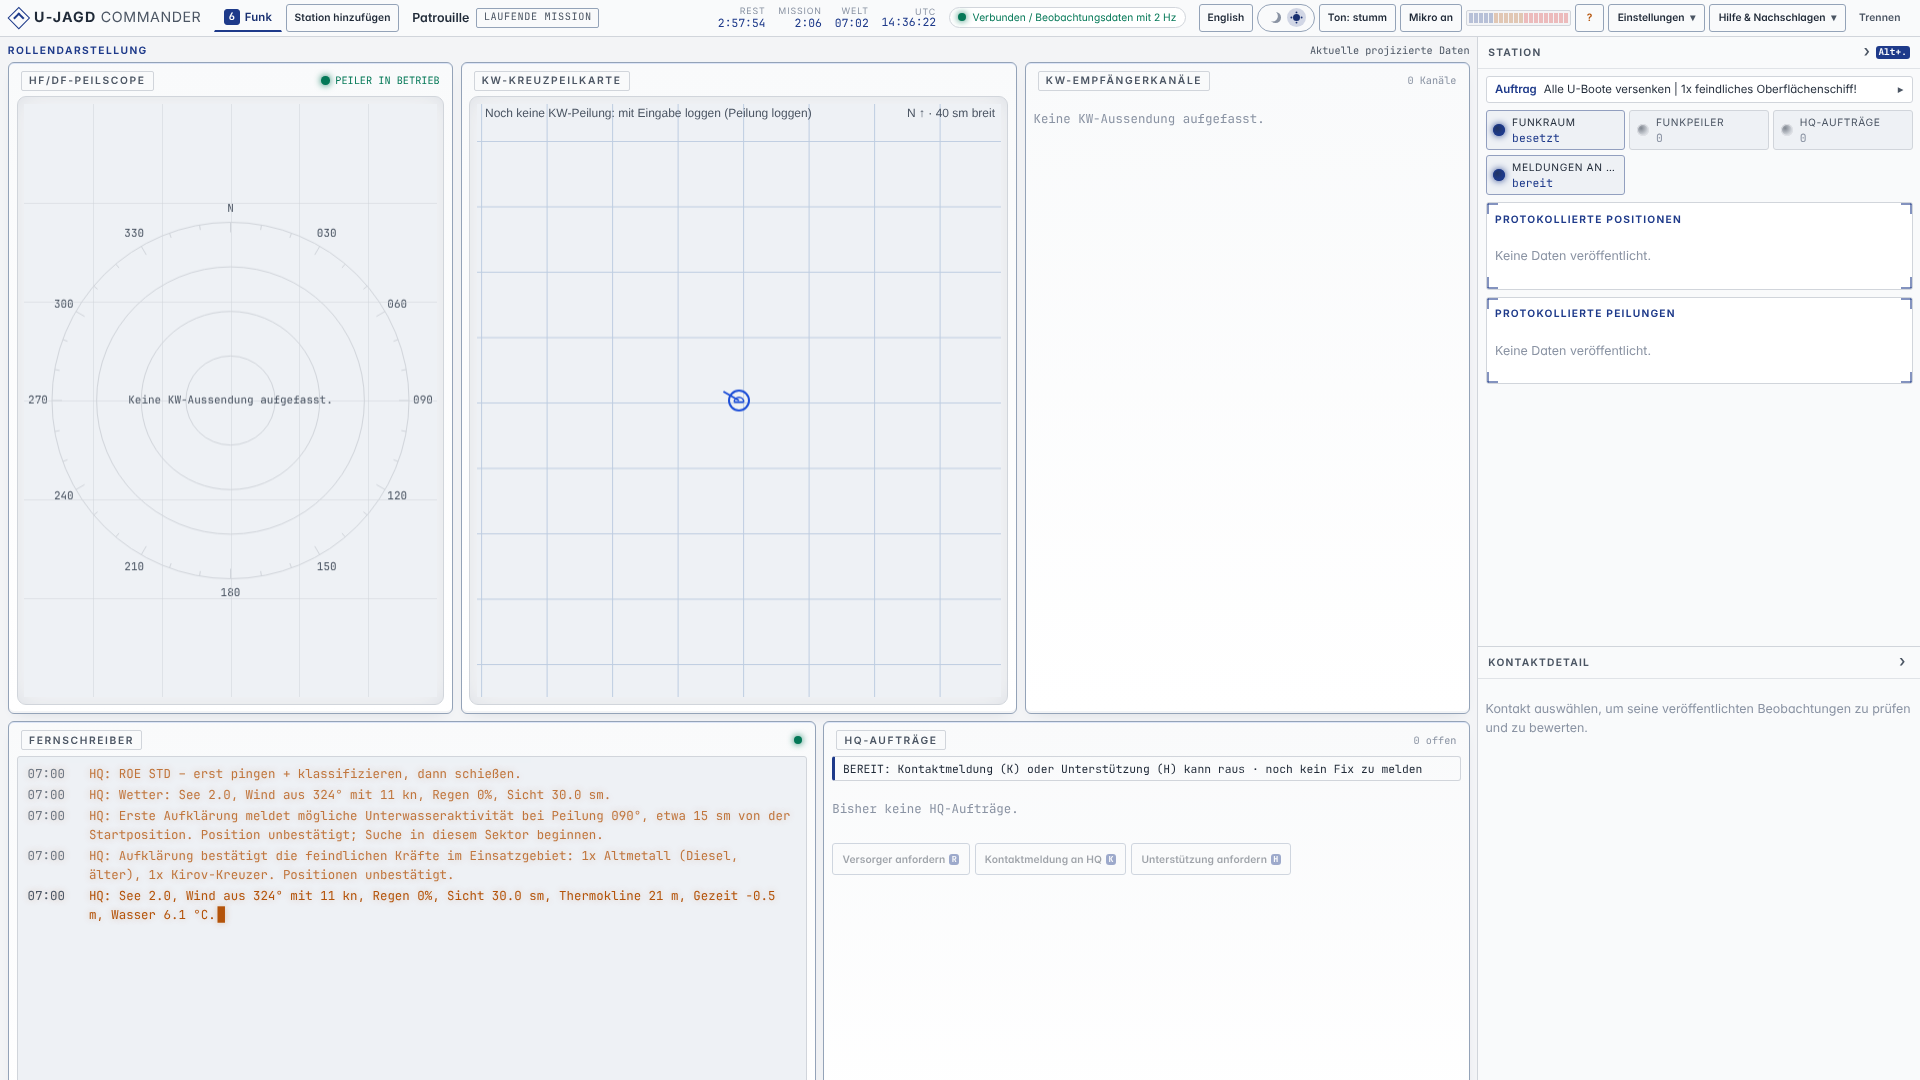 U-JAGD COMMANDER
6 Funk
Station hinzufügen
Patrouille
LAUFENDE MISSION
REST
2:57:54
MISSION
2:06
WELT
07:02
UTC
14:36:22
Verbunden / Beobachtungsdaten mit 2 Hz
English
Ton: stumm
Mikro an
?
Einstellungen ▾
Hilfe & Nachschlagen ▾
Trennen
ROLLENDARSTELLUNG
Aktuelle projizierte Daten
HF/DF-PEILSCOPE
PEILER IN BETRIEB
N
330
030
300
060
270
Keine KW-Aussendung aufgefasst.
090
240
120
210
150
180
KW-KREUZPEILKARTE
Noch keine KW-Peilung: mit Eingabe loggen (Peilung loggen)
N ↑ · 40 sm breit
KW-EMPFÄNGERKANÄLE
0 Kanäle
Keine KW-Aussendung aufgefasst.
STATION
Alt+.
Auftrag Alle U-Boote versenken | 1x feindliches Oberflächenschiff!
FUNKRAUM
besetzt
FUNKPEILER
0
HQ-AUFTRÄGE
0
MELDUNGEN AN ...
bereit
PROTOKOLLIERTE POSITIONEN
Keine Daten veröffentlicht.
PROTOKOLLIERTE PEILUNGEN
Keine Daten veröffentlicht.
KONTAKTDETAIL
Kontakt auswählen, um seine veröffentlichten Beobachtungen zu prüfen
und zu bewerten.
FERNSCHREIBER
07:00 HQ: ROE STD – erst pingen + klassifizieren, dann schießen.
07:00 HQ: Wetter: See 2.0, Wind aus 324° mit 11 kn, Regen 0%, Sicht 30.0 sm.
07:00 HQ: Erste Aufklärung meldet mögliche Unterwasseraktivität bei Peilung 090°, etwa 15 sm von der
Startposition. Position unbestätigt; Suche in diesem Sektor beginnen.
07:00 HQ: Aufklärung bestätigt die feindlichen Kräfte im Einsatzgebiet: 1x Altmetall (Diesel,
älter), 1x Kirov-Kreuzer. Positionen unbestätigt.
07:00 HQ: See 2.0, Wind aus 324° mit 11 kn, Regen 0%, Sicht 30.0 sm, Thermokline 21 m, Gezeit -0.5
m, Wasser 6.1 °C.
HQ-AUFTRÄGE
0 offen
BEREIT: Kontaktmeldung (K) oder Unterstützung (H) kann raus · noch kein Fix zu melden
Bisher keine HQ-Aufträge.
Versorger anfordern R
Kontaktmeldung an HQ K
Unterstützung anfordern H